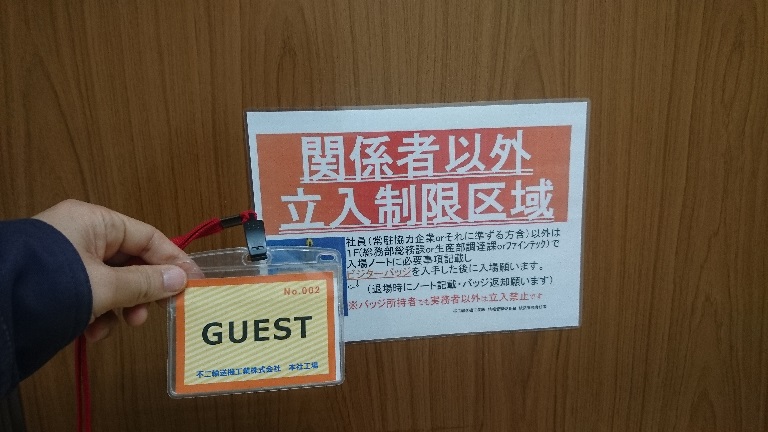 関係者以外
立入制限区域
社員(常駐協力企業orそれに準ずる方含)以外は
1F(総務部総務課or生産部調達課orファインテック)で
入場ノートに必要事項記載し
ビジターバッジを入手した後に入場願います。
(退場時にノート記載・バッジ返却願います)
※バッジ所持者でも実務者以外は立入禁止です
No.002
GUEST
不二輸送機工業株式会社 本社工場